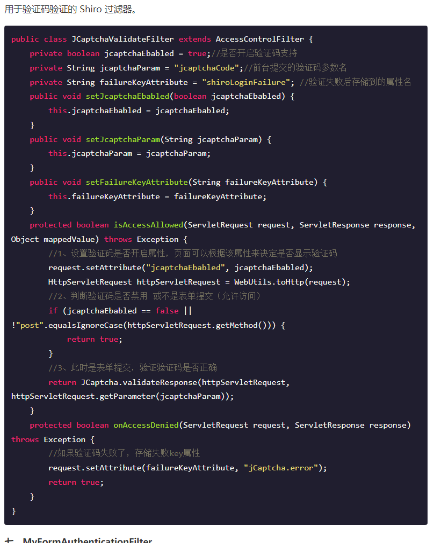 用于验证码验证的 Shiro 过滤器。
public class JCaptchaValidateFilter extends AccessControlFilter {
    private boolean jcaptchaEbabled = true;//是否开启验证码支持
    private String jcaptchaParam = "jcaptchaCode";//前台提交的验证码参数名
    private String failureKeyAttribute = "shiroLoginFailure"; //验证失败后存储到的属性名
    public void setJcaptchaEbabled(boolean jcaptchaEbabled) {
        this.jcaptchaEbabled = jcaptchaEbabled;
    }
    public void setJcaptchaParam(String jcaptchaParam) {
        this.jcaptchaParam = jcaptchaParam;
    }
    public void setFailureKeyAttribute(String failureKeyAttribute) {
        this.failureKeyAttribute = failureKeyAttribute;
    }
    protected boolean isAccessAllowed(ServletRequest request, ServletResponse response,
Object mappedValue) throws Exception {
        //1、设置验证码是否开启属性，页面可以根据该属性来决定是否显示验证码
        request.setAttribute("jcaptchaEbabled", jcaptchaEbabled);
        HttpServletRequest httpServletRequest = WebUtils.toHttp(request);
        //2、判断验证码是否禁用 或不是表单提交（允许访问）
        if (jcaptchaEbabled == false ||
!"post".equalsIgnoreCase(httpServletRequest.getMethod())) {
            return true;
        }
        //3、此时是表单提交，验证验证码是否正确
        return JCaptcha.validateResponse(httpServletRequest,
httpServletRequest.getParameter(jcaptchaParam));
    }
    protected boolean onAccessDenied(ServletRequest request, ServletResponse response)
throws Exception {
        //如果验证码失败了，存储失败key属性
        request.setAttribute(failureKeyAttribute, "jCaptcha.error");
        return true;
    }
}
七、MyFormAuthenticationFilter